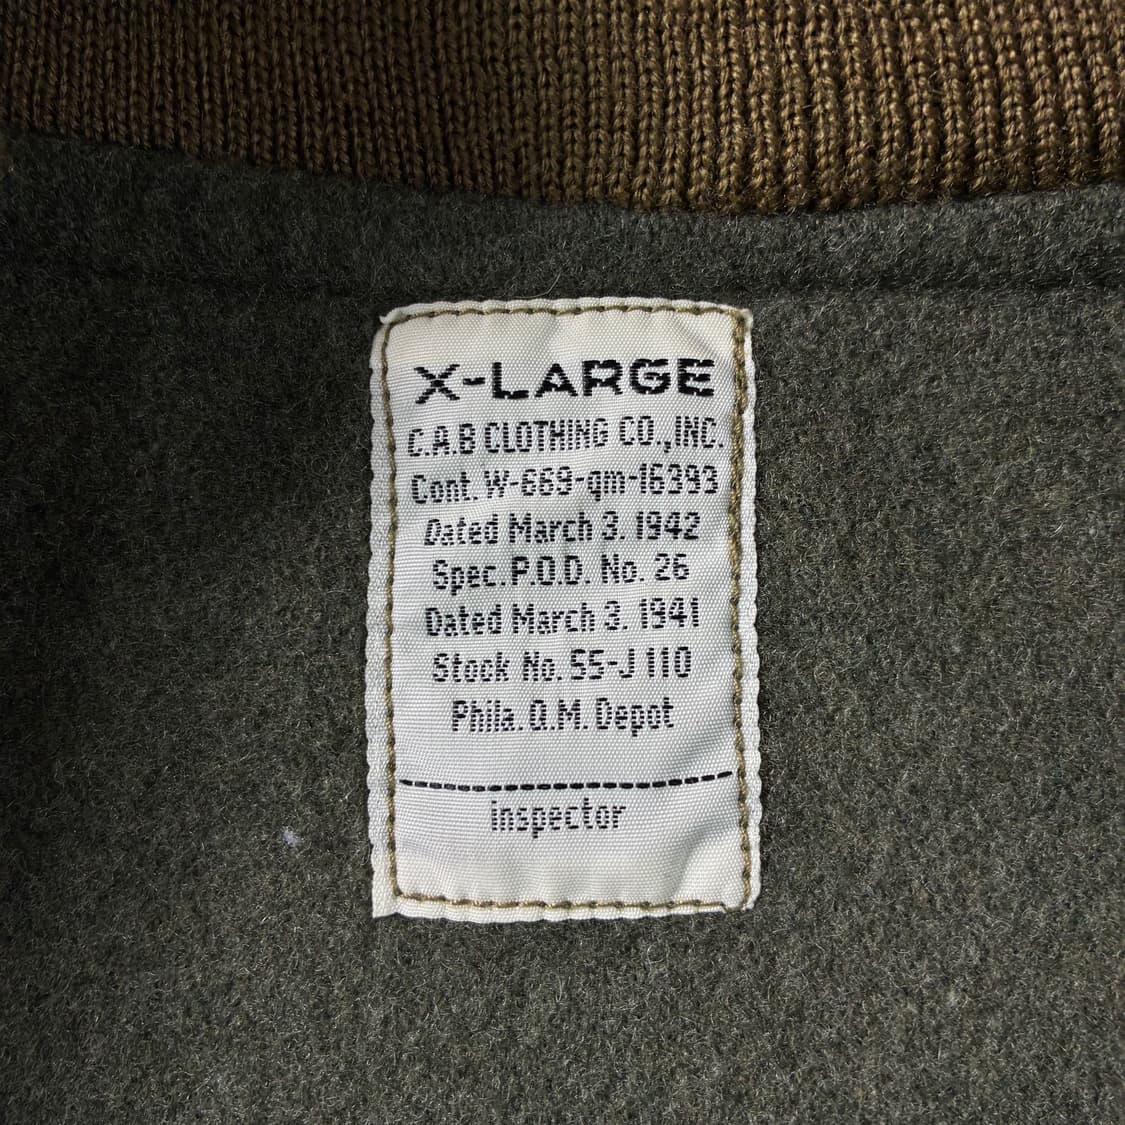 X-LARGE
C.A.B CLOTHING CO.,INC.
Cont. W-669-qm-16393
Dated March 3. 1942
Spec.P.O.D. No. 26
Dated March 3. 1941
Stock No. 55-J 110
Phila. Q.M. Depot
inspector